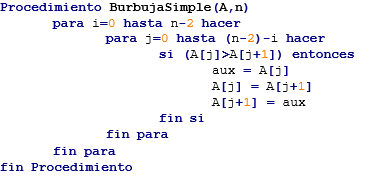 Procedimiento BurbujaSimple(A,n)
para i=0 hasta n-2 hacer
para j=0 hasta (n-2)-i hacer
si (A[j]>A[j+1]) entonces
aux = A[j]
A[j] = A[j+1]
A[j+1] = aux
fin si
fin para
fin para
fin Procedimiento